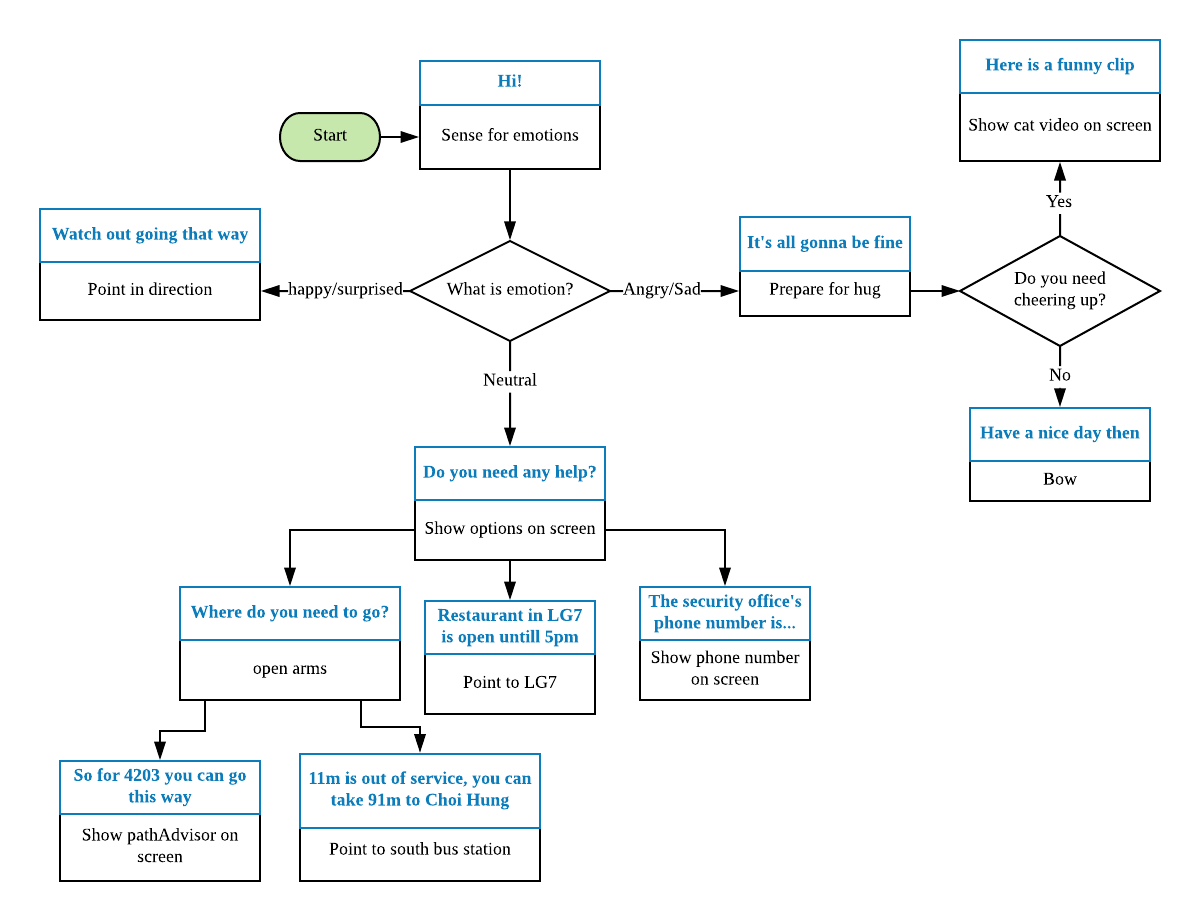 Hi!
Here is a funny clip
Start
Sense for emotions
Show cat video on screen
Yes
Watch out going that way
Point in direction
happy/surprised
What is emotion?
Angry/Sad
It's all gonna be fine
Prepare for hug
Do you need
cheering up?
Neutral
No
Have a nice day then
Bow
Do you need any help?
Show options on screen
Where do you need to go?
open arms
Restaurant in LG7
is open untill 5pm
Point to LG7
The security office's
phone number is...
Show phone number
on screen
So for 4203 you can go
this way
Show pathAdvisor on
screen
11m is out of service, you can
take 91m to Choi Hung
Point to south bus station